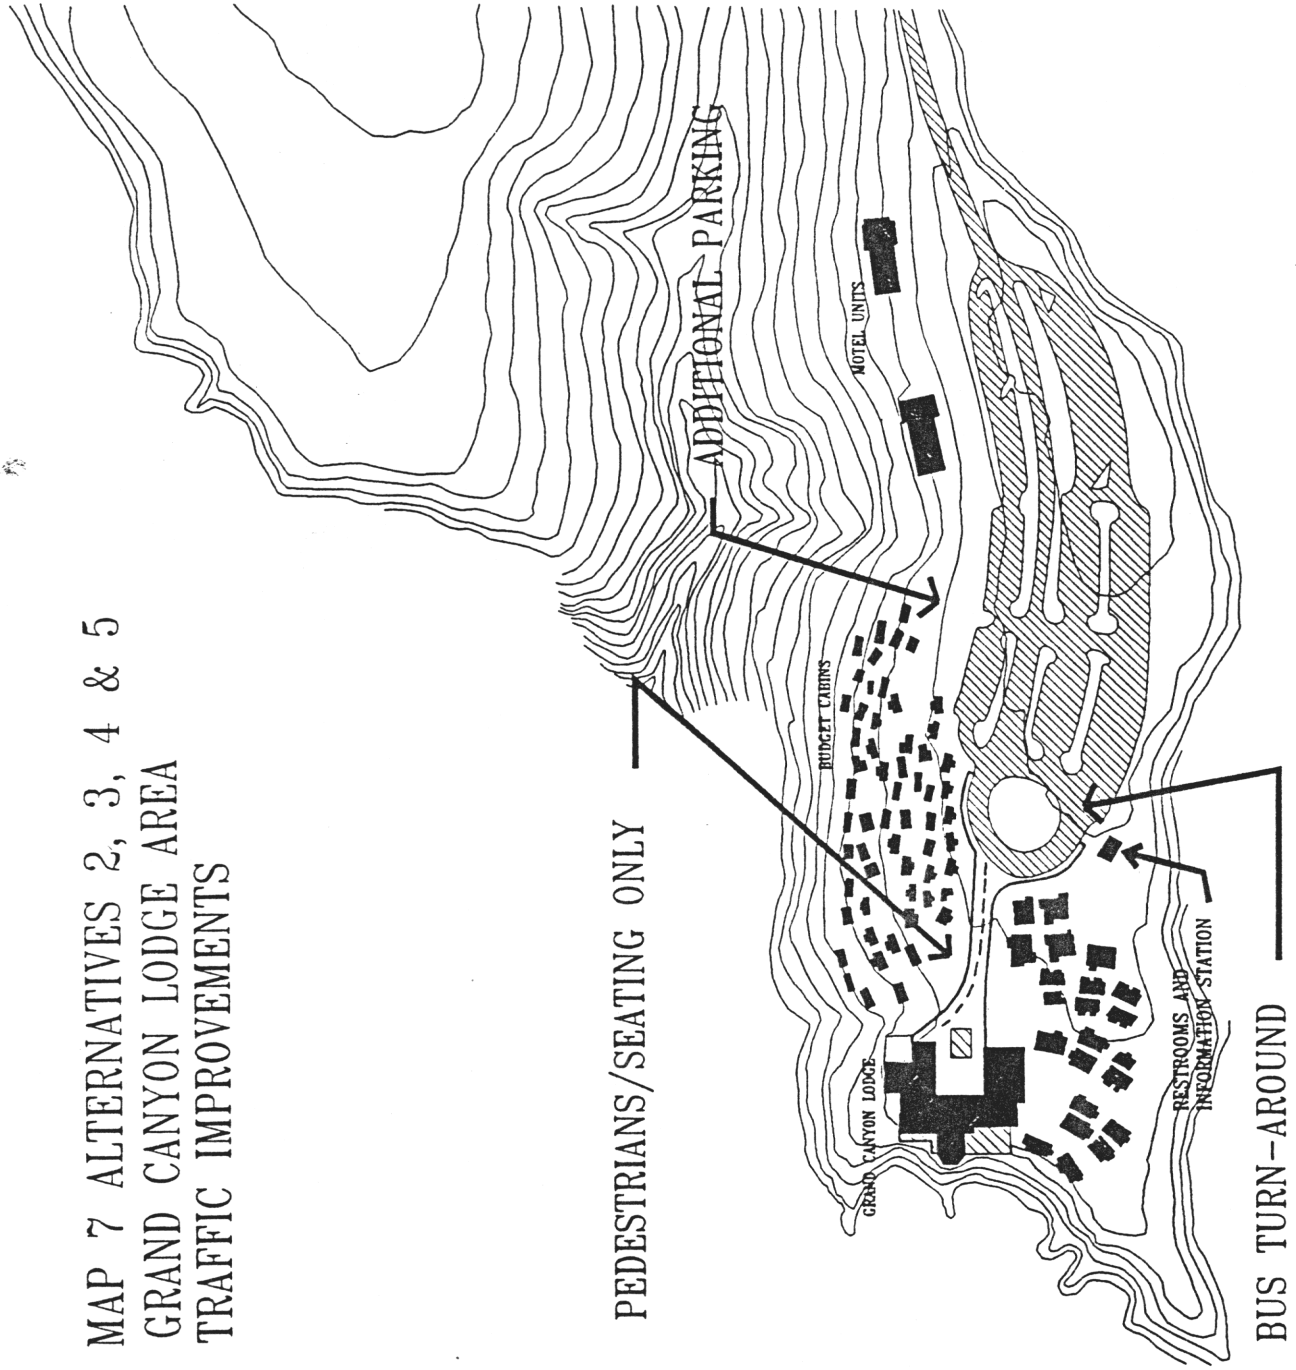 MAP 7 ALTERNATIVES 2, 3, 4 & 5
GRAND CANYON LODGE AREA
TRAFFIC IMPROVEMENTS
PEDESTRIANS/SEATING ONLY
ADDITIONAL PARKING
BUDGET CABINS
MOTEL UNITS
GRAND CANYON LODGE
RESTROOMS AND
INFORMATION STATION
BUS TURN-AROUND